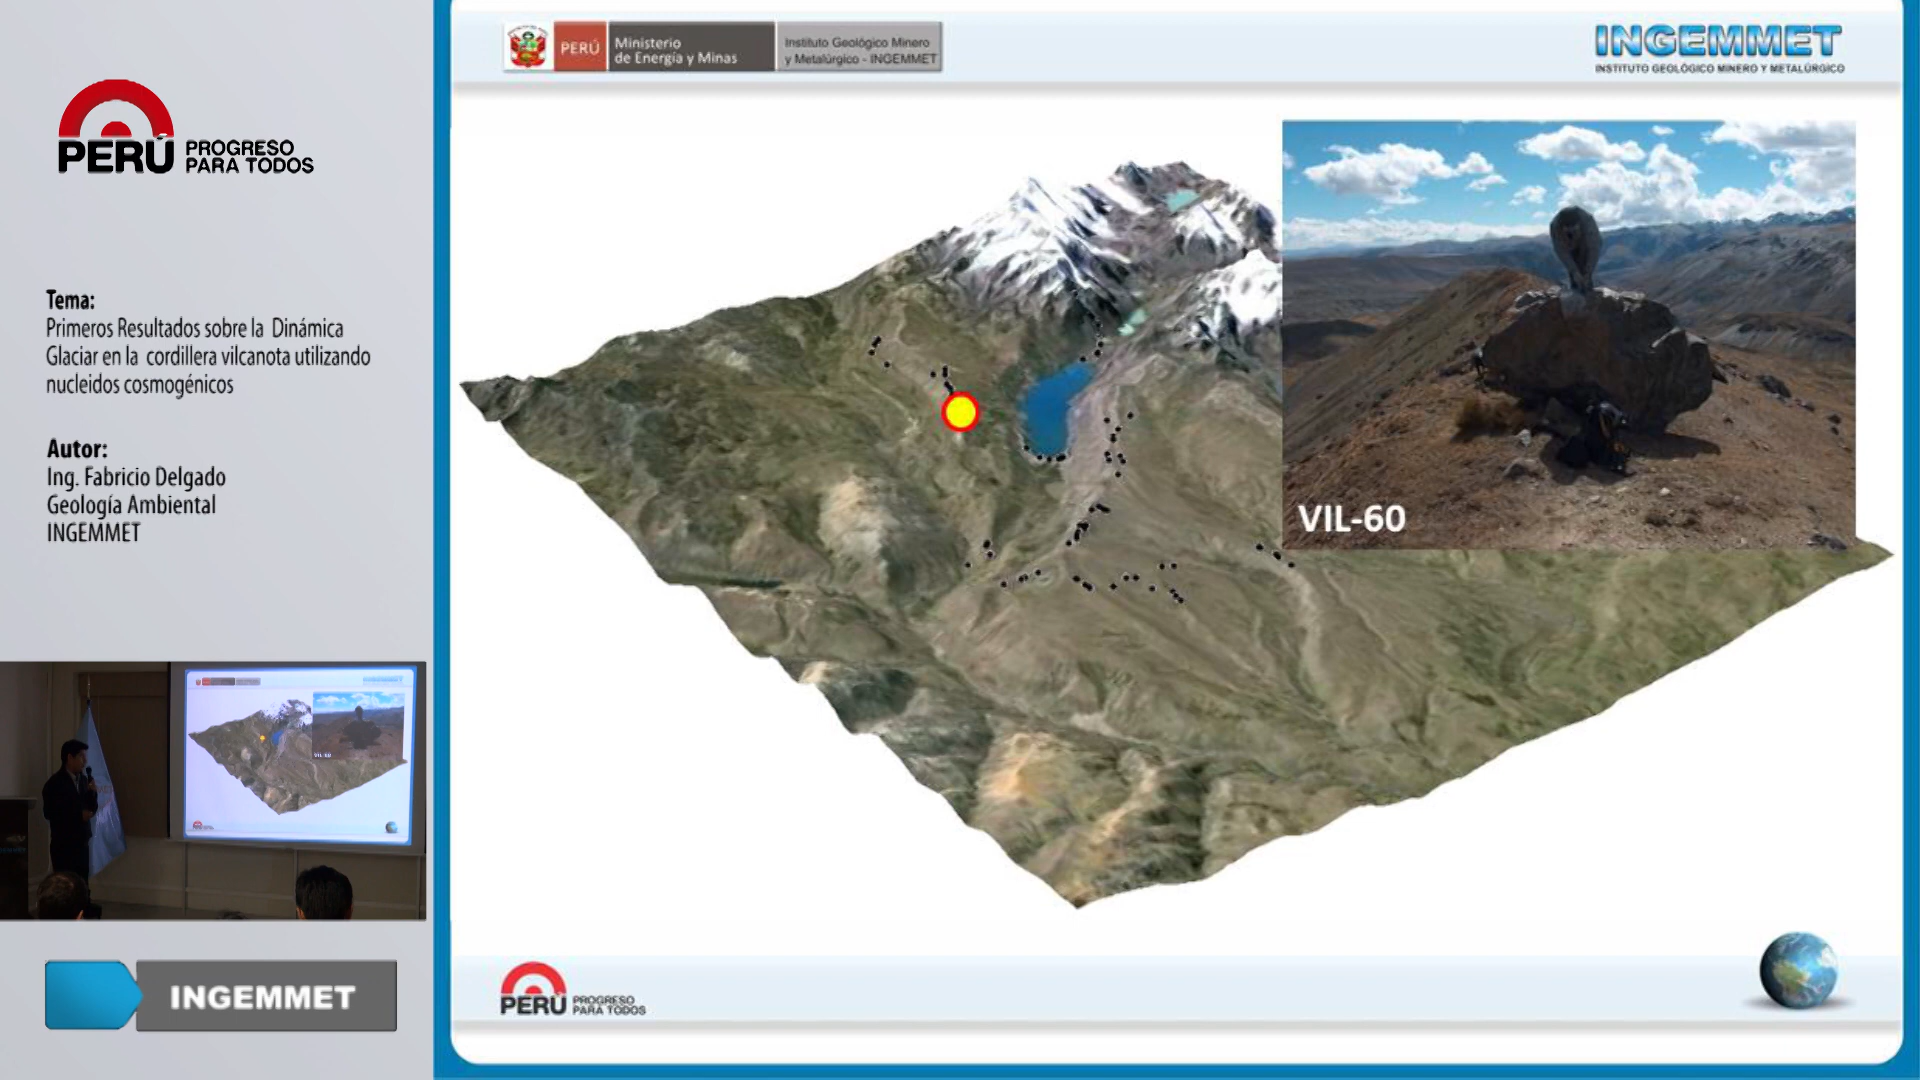 PERÚ
PROGRESO
PARA TODOS
Tema:
Primeros Resultados sobre la Dinámica
Glaciar en la cordillera vilcanota utilizando
nucleidos cosmogénicos
Autor:
Ing. Fabricio Delgado
Geología Ambiental
INGEMMET
INGEMMET
PERÚ
Ministerio
de Energía y Minas
Instituto Geológico Minero
y Metalúrgico - INGEMMET
INGEMMET
INSTITUTO GEOLÓGICO MINERO Y METALÚRGICO
VIL-60
PERÚ
PROGRESO
PARA TODOS